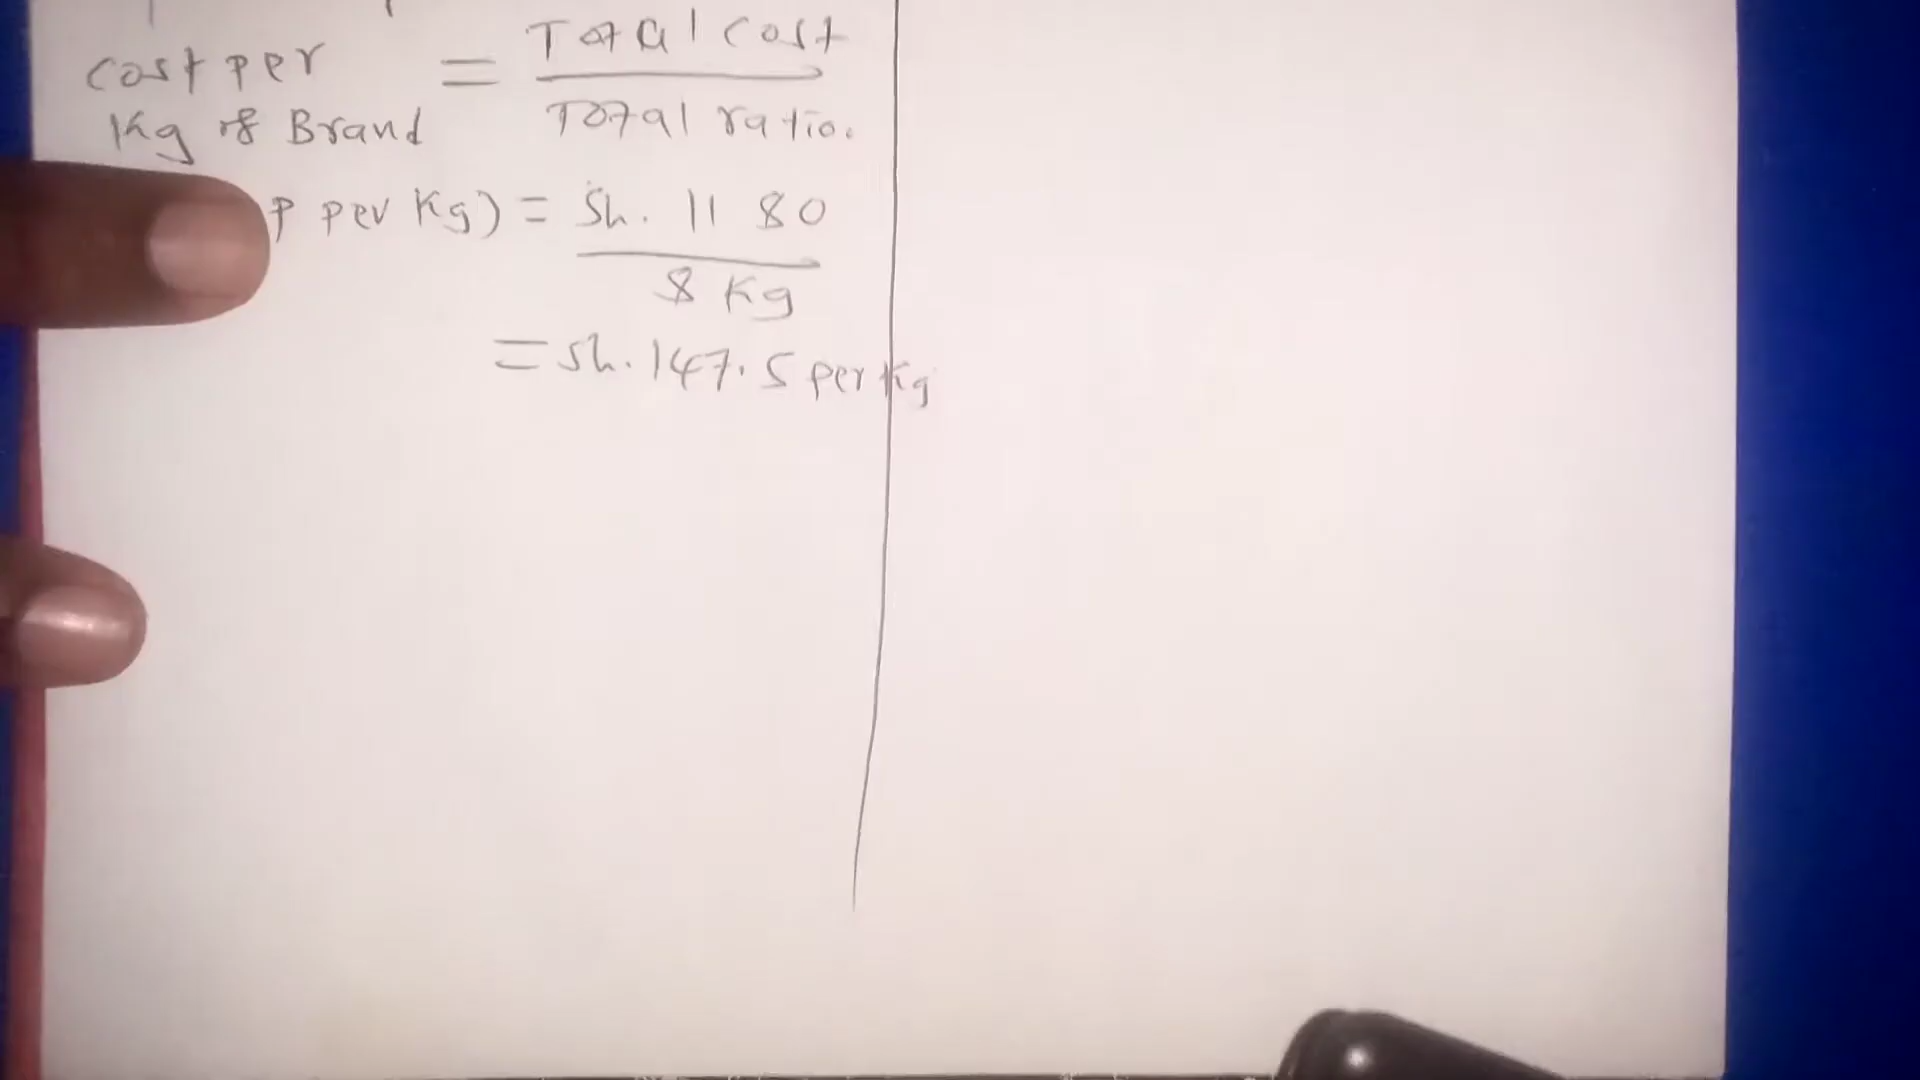 Cost per = Total Cost
Kg of Brand Total ratio.
p per Kg) = Sh. 1180
8 Kg
= Sh. 147.5 per Kg